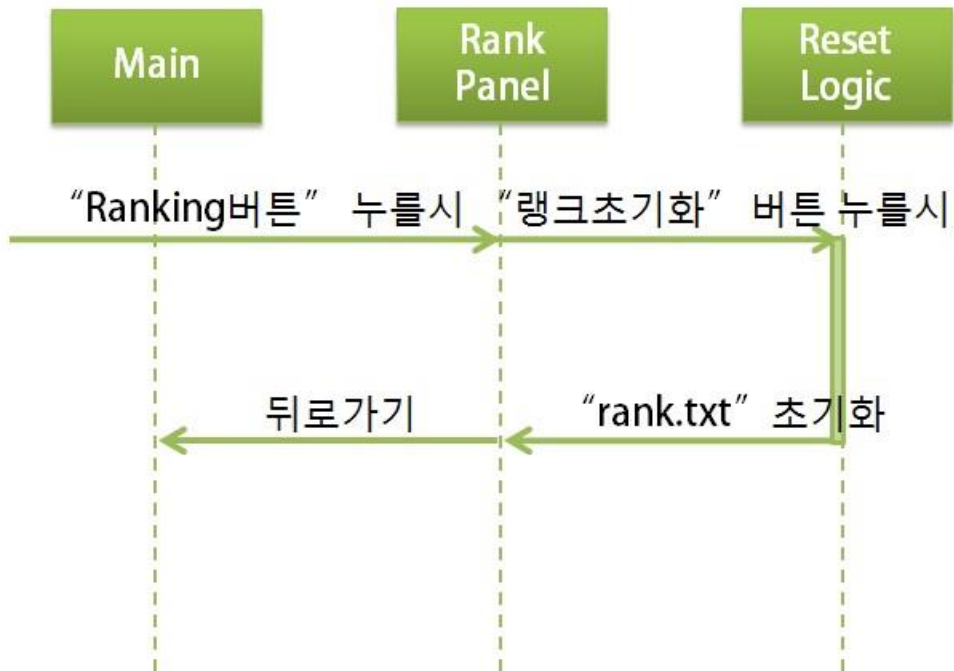 Main
Rank
Panel
Reset
Logic
“Ranking버튼” 누를시
“랭크초기화” 버튼 누를시
뒤로가기
“rank.txt” 초기화